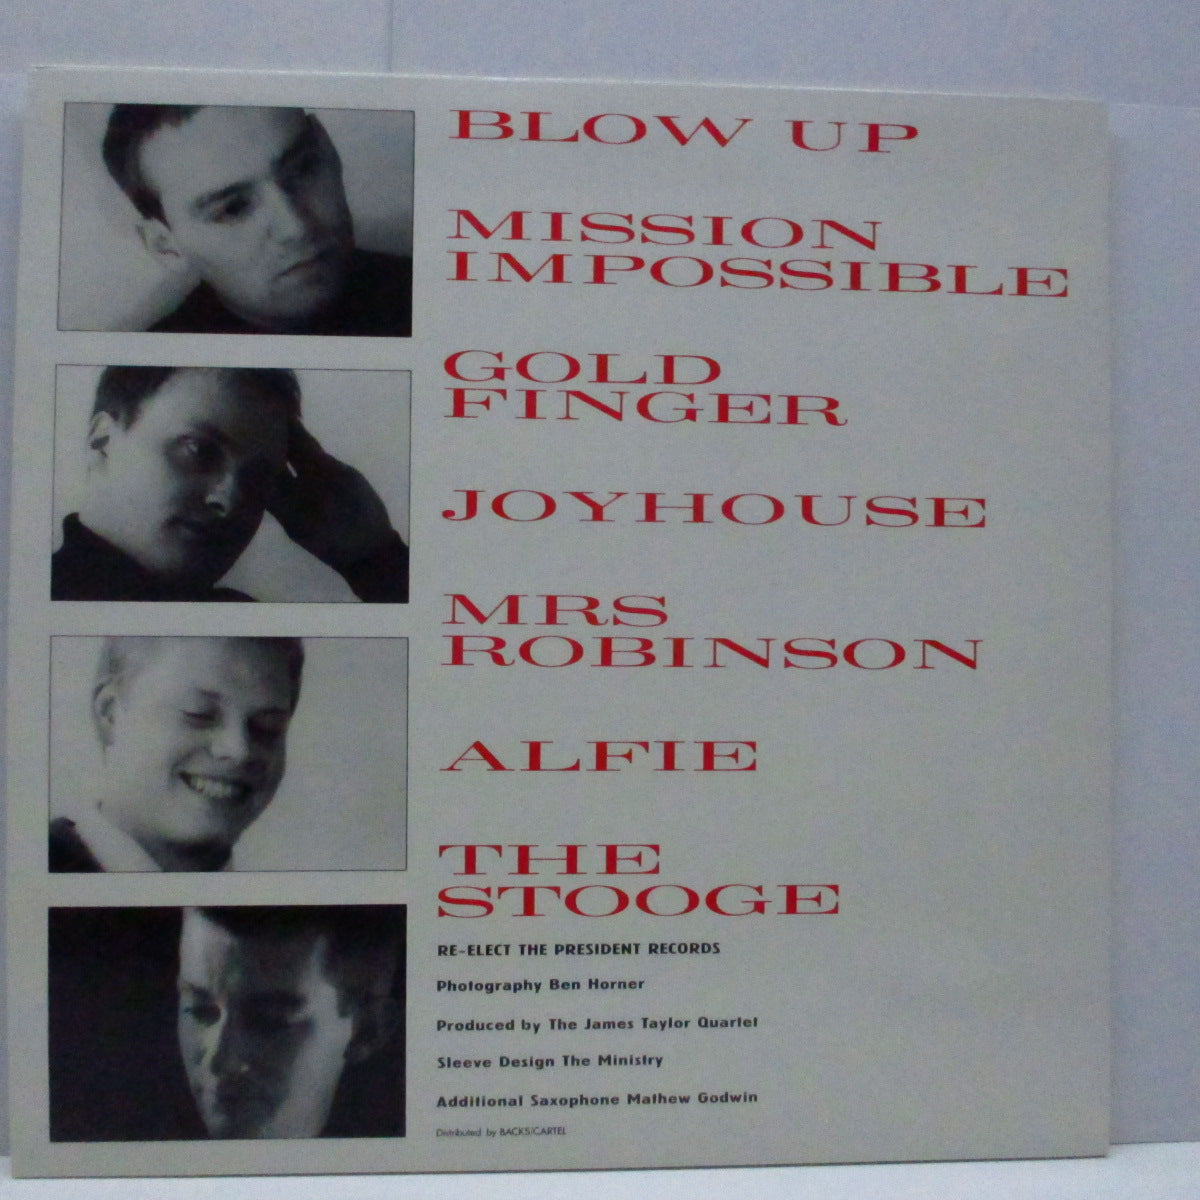 BLOW UP
MISSION
IMPOSSIBLE
GOLD
FINGER
JOYHOUSE
MRS
ROBINSON
ALFIE
THE
STOOGE
RE-ELECT THE PRESIDENT RECORDS
Photography Ben Horner
Produced by The James Taylor Quartet
Sleeve Design The Ministry
Additional Saxophone Mathew Godwin
Distributed by BACKS/CARTEL